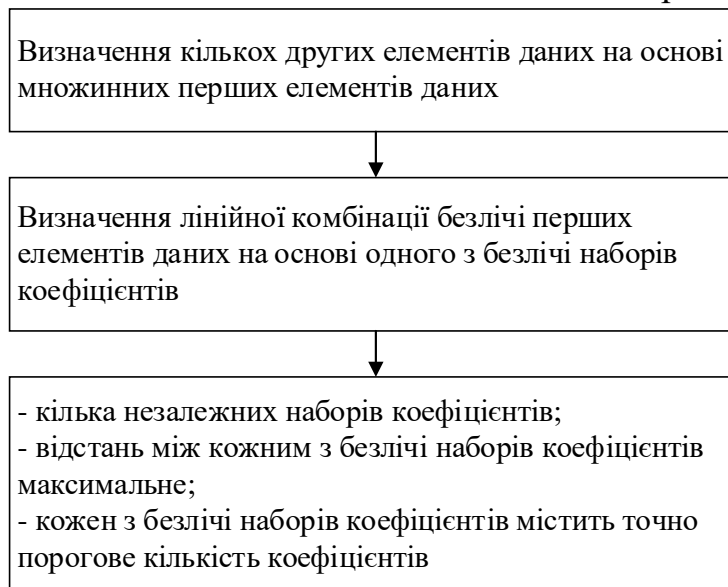 Визначення кількох других елементів даних на основі
множинних перших елементів даних
Визначення лінійної комбінації безлічі перших
елементів даних на основі одного з безлічі наборів
коефіцієнтів
- кілька незалежних наборів коефіцієнтів;
- відстань між кожним з безлічі наборів коефіцієнтів
максимальне;
- кожен з безлічі наборів коефіцієнтів містить точно
порогове кількість коефіцієнтів